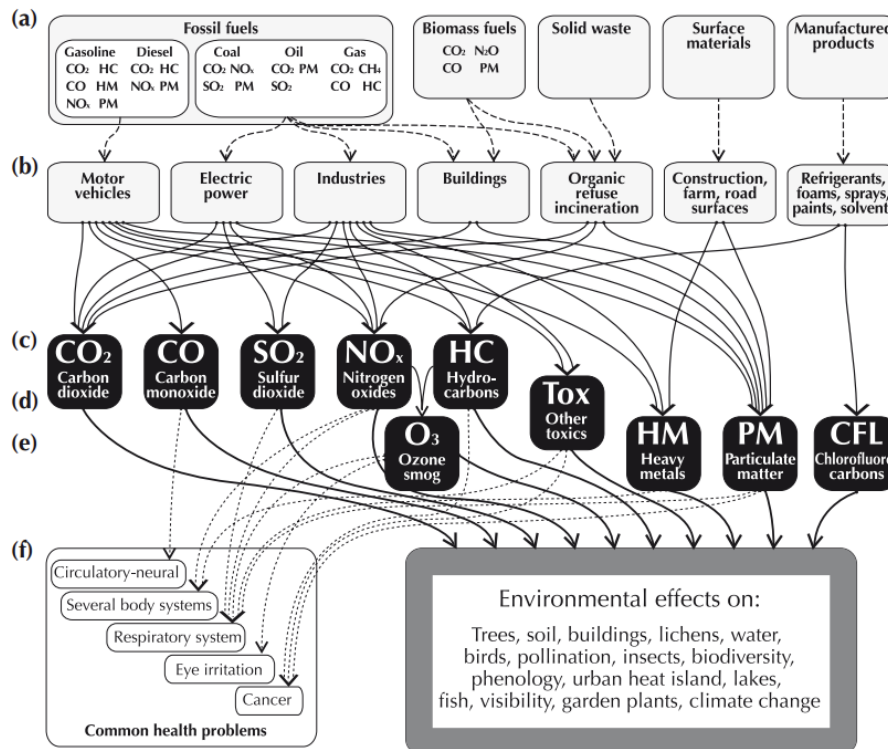 (a)
Fossil fuels
Gasoline Diesel
CO₂ HC CO₂ HC
CO HM NOₓ PM
NOₓ PM
Coal Oil Gas
CO₂ NOₓ CO₂ PM CO₂ CH₄
SO₂ PM SO₂ CO HC
Biomass fuels
CO₂ N₂O
CO PM
Solid waste
Surface
materials
Manufactured
products
(b)
Motor
vehicles
Electric
power
Industries
Buildings
Organic
refuse
incineration
Construction,
farm, road
surfaces
Refrigerants,
foams, sprays,
paints, solvents
(c)
CO₂
Carbon
dioxide
CO
Carbon
monoxide
SO₂
Sulfur
dioxide
NOₓ
Nitrogen
oxides
HC
Hydro-
carbons
(d)
Tox
Other
toxics
(e)
O₃
Ozone
smog
HM
Heavy
metals
PM
Particulate
matter
CFL
Chlorofluoro
carbons
(f)
Circulatory-neural
Several body systems
Respiratory system
Eye irritation
Cancer
Common health problems
Environmental effects on:
Trees, soil, buildings, lichens, water,
birds, pollination, insects, biodiversity,
phenology, urban heat island, lakes,
fish, visibility, garden plants, climate change